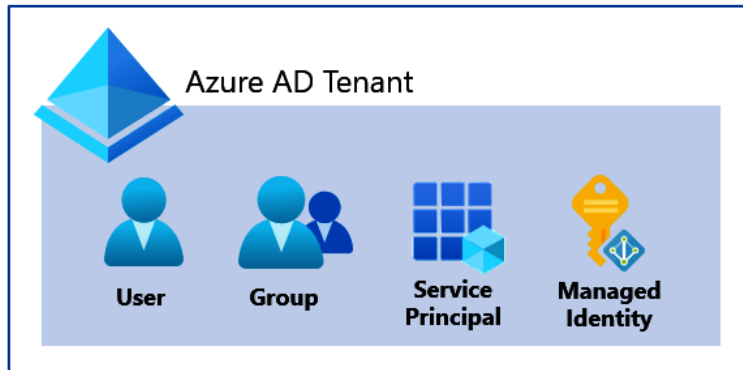 Azure AD Tenant
User
Group
Service
Principal
Managed
Identity